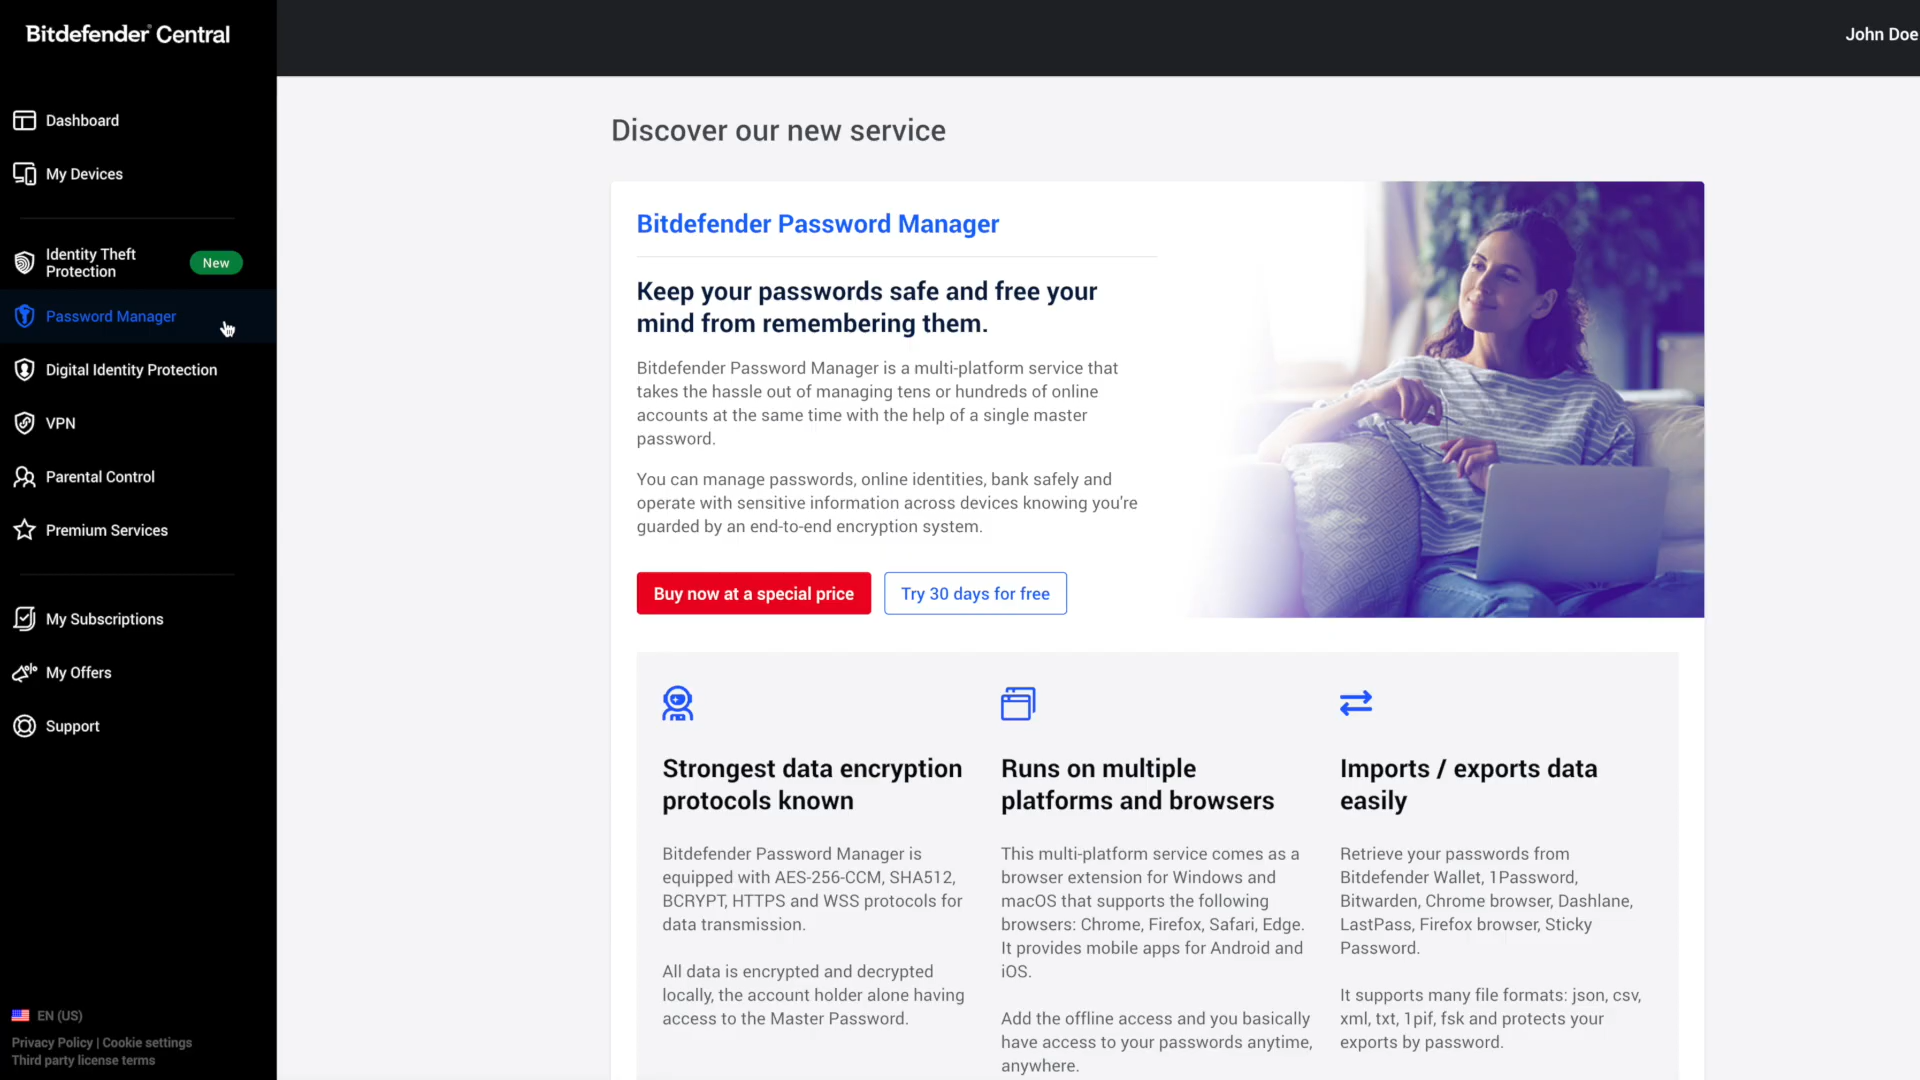 Bitdefender® Central
John Doe
Dashboard
My Devices
Identity Theft
Protection
New
Password Manager
Digital Identity Protection
VPN
Parental Control
Premium Services
My Subscriptions
My Offers
Support
EN (US)
Privacy Policy | Cookie settings
Third party license terms
Discover our new service
Bitdefender Password Manager
Keep your passwords safe and free your
mind from remembering them.
Bitdefender Password Manager is a multi-platform service that
takes the hassle out of managing tens or hundreds of online
accounts at the same time with the help of a single master
password.
You can manage passwords, online identities, bank safely and
operate with sensitive information across devices knowing you're
guarded by an end-to-end encryption system.
Buy now at a special price
Try 30 days for free
Strongest data encryption
protocols known
Bitdefender Password Manager is
equipped with AES-256-CCM, SHA512,
BCRYPT, HTTPS and WSS protocols for
data transmission.
All data is encrypted and decrypted
locally, the account holder alone having
access to the Master Password.
Runs on multiple
platforms and browsers
This multi-platform service comes as a
browser extension for Windows and
macOS that supports the following
browsers: Chrome, Firefox, Safari, Edge.
It provides mobile apps for Android and
iOS.
Add the offline access and you basically
have access to your passwords anytime,
anywhere.
Imports / exports data
easily
Retrieve your passwords from
Bitdefender Wallet, 1Password,
Bitwarden, Chrome browser, Dashlane,
LastPass, Firefox browser, Sticky
Password.
It supports many file formats: json, csv,
xml, txt, 1pif, fsk and protects your
exports by password.